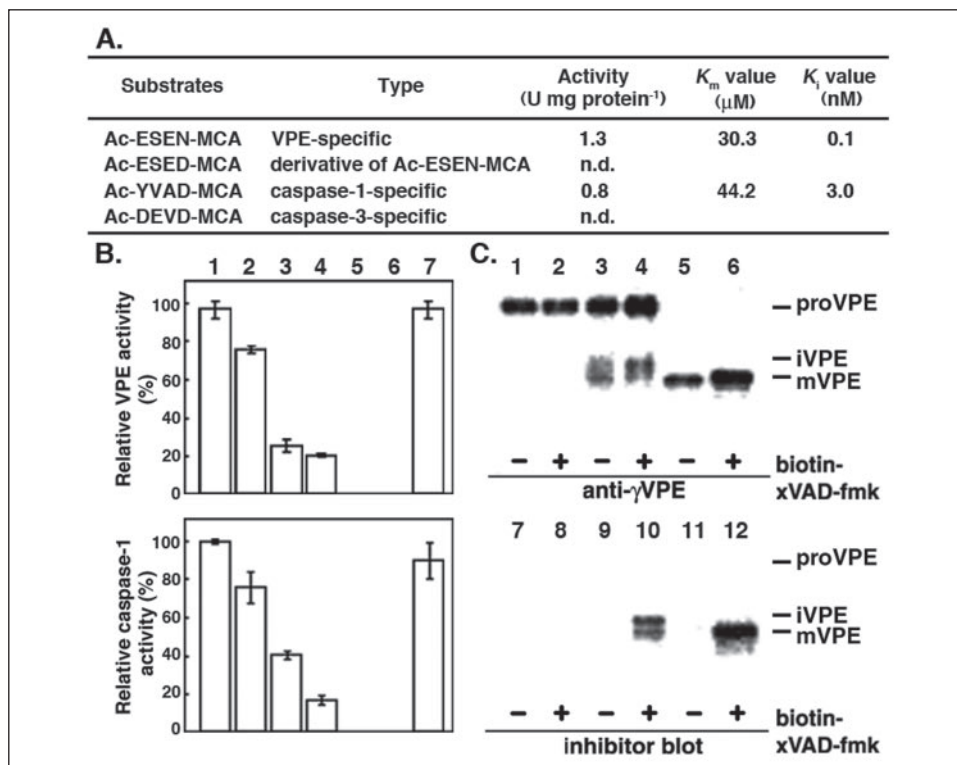 A.
Substrates Type Activity (U mg protein⁻¹) Km value (μM) Ki value (nM)
Ac-ESEN-MCA VPE-specific 1.3 30.3 0.1
Ac-ESED-MCA derivative of Ac-ESEN-MCA n.d.
Ac-YVAD-MCA caspase-1-specific 0.8 44.2 3.0
Ac-DEVD-MCA caspase-3-specific n.d.
B.
1 2 3 4 5 6 7
Relative VPE activity
(%)
100
80
60
40
20
0
Relative caspase-1
activity (%)
100
80
60
40
20
0
C.
1 2 3 4 5 6
proVPE
iVPE
mVPE
− + − + − + biotin-
xVAD-fmk
anti-γVPE
7 8 9 10 11 12
proVPE
iVPE
mVPE
− + − + − + biotin-
xVAD-fmk
inhibitor blot